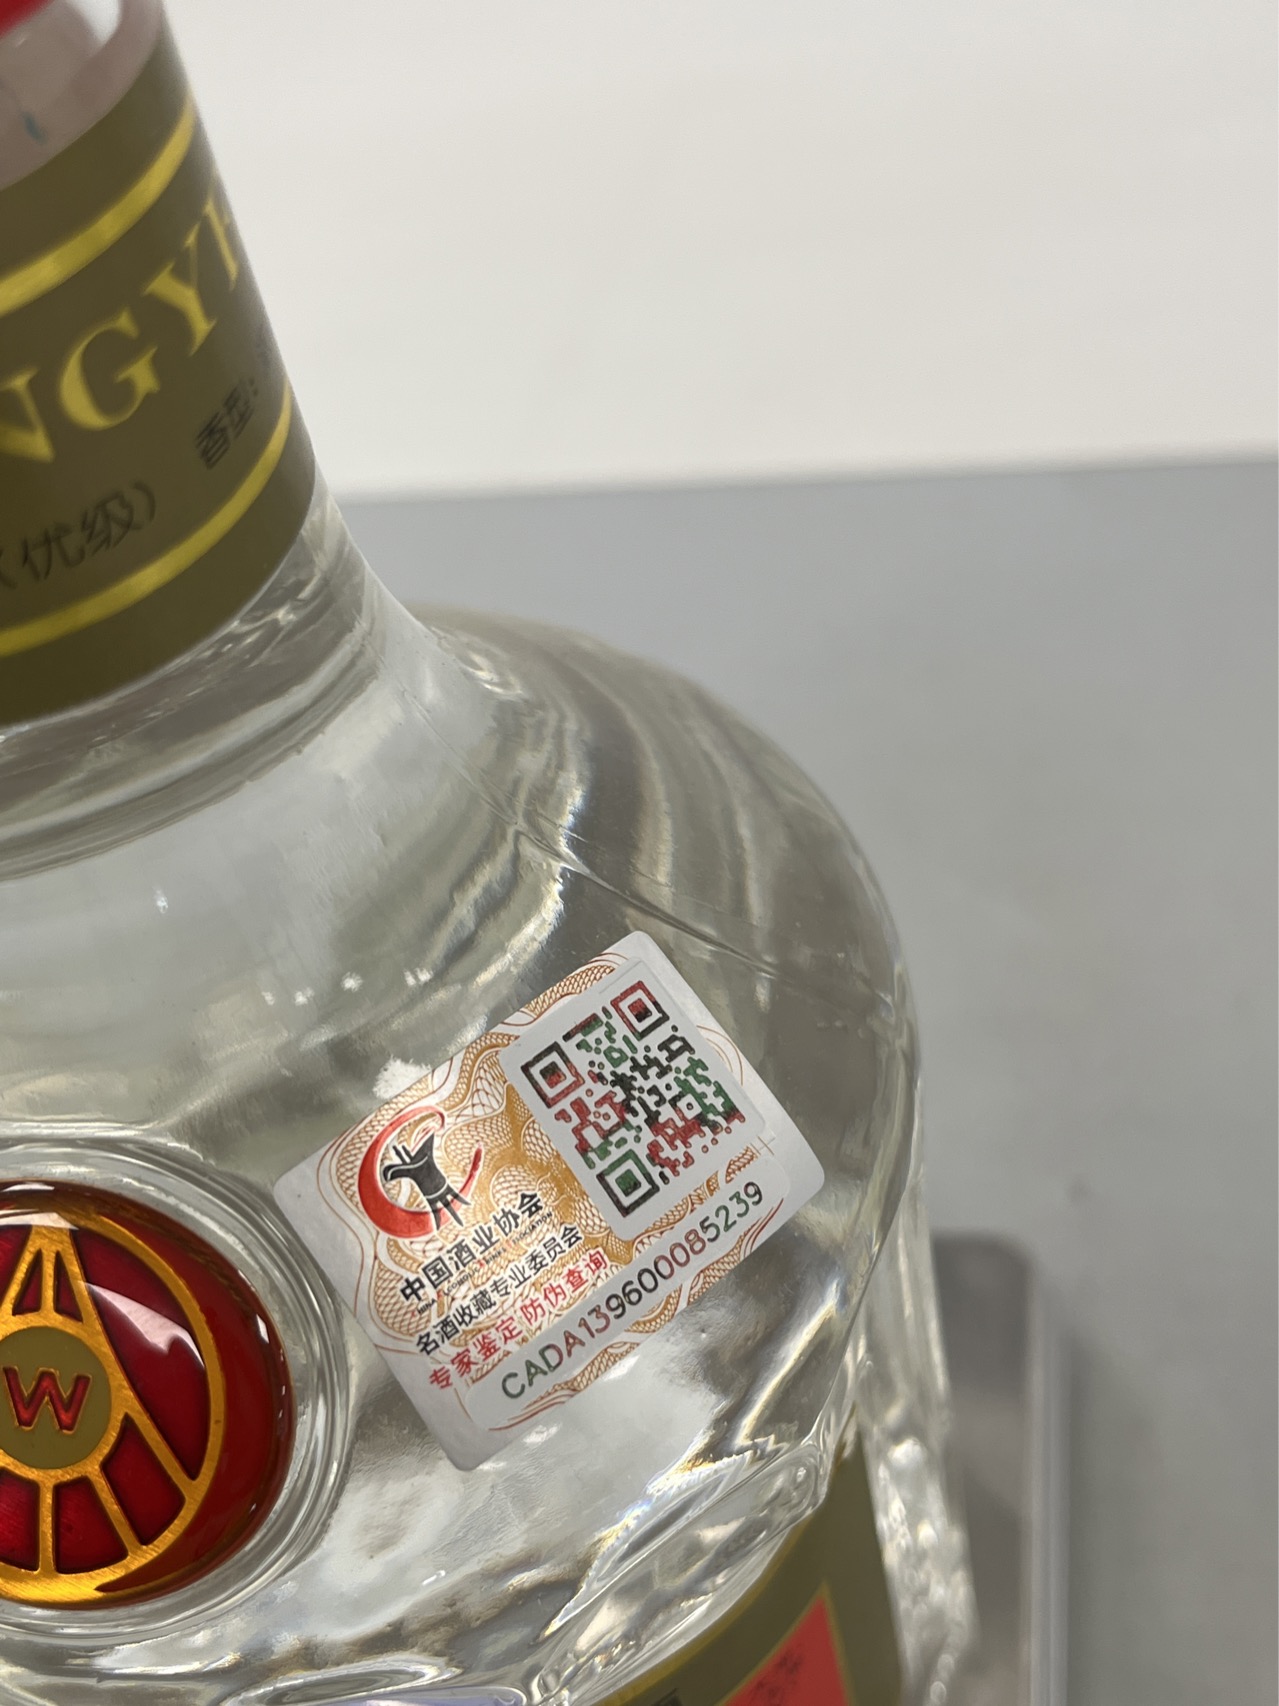 NGY
香型:
(优级)
W
中国酒业协会
名酒收藏专业委员会
专家鉴定 防伪查询
CADA139600085239